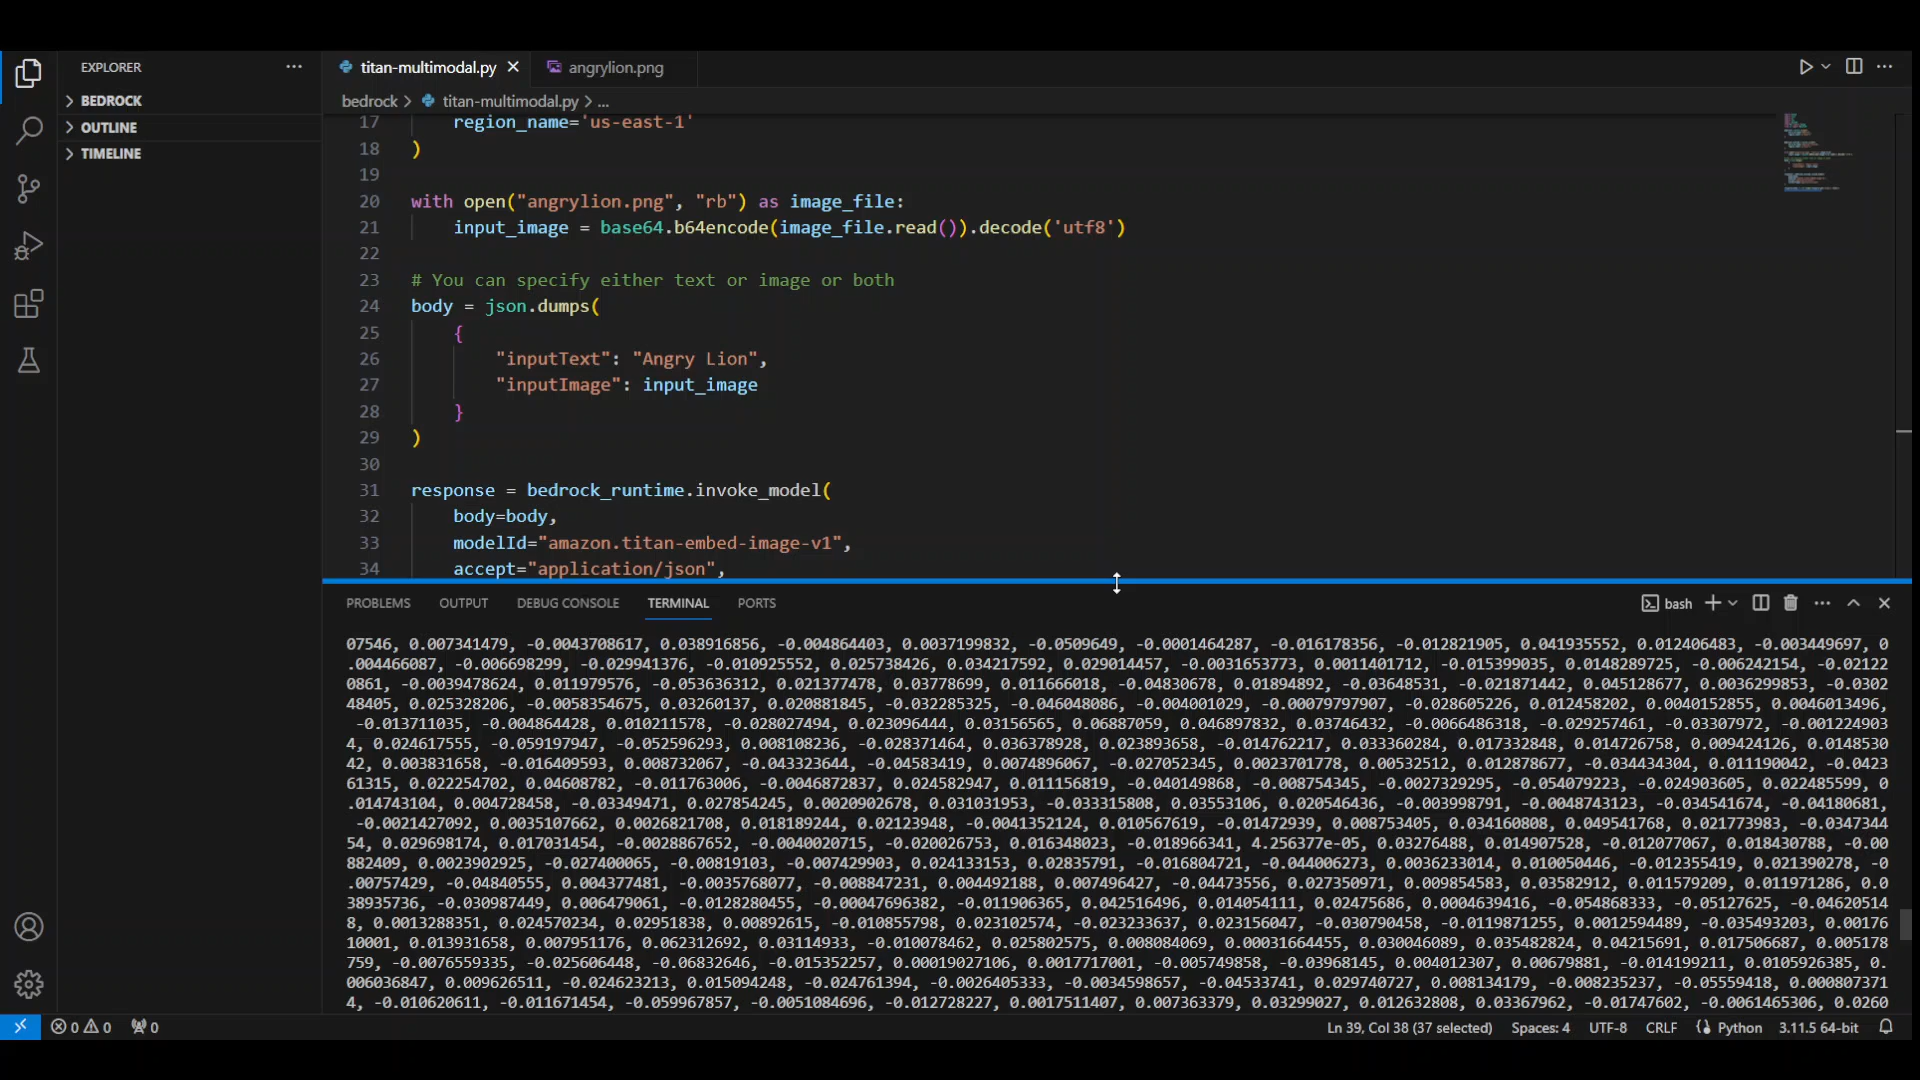 EXPLORER
BEDROCK
OUTLINE
TIMELINE
titan-multimodal.py
angrylion.png
bedrock > titan-multimodal.py > ...
17 region_name='us-east-1'
18 )
19
20 with open("angrylion.png", "rb") as image_file:
21 input_image = base64.b64encode(image_file.read()).decode('utf8')
22
23 # You can specify either text or image or both
24 body = json.dumps(
25 {
26 "inputText": "Angry Lion",
27 "inputImage": input_image
28 }
29 )
30
31 response = bedrock_runtime.invoke_model(
32 body=body,
33 modelId="amazon.titan-embed-image-v1",
34 accept="application/json",
PROBLEMS OUTPUT DEBUG CONSOLE TERMINAL PORTS
bash
07546, 0.007341479, -0.0043708617, 0.038916856, -0.004864403, 0.0037199832, -0.0509649, -0.0001464287, -0.016178356, -0.012821905, 0.041935552, 0.012406483, -0.003449697, 0
.004466087, -0.006698299, -0.029941376, -0.010925552, 0.025738426, 0.034217592, 0.029014457, -0.0031653773, 0.0011401712, -0.015399035, 0.0148289725, -0.006242154, -0.02122
0861, -0.0039478624, 0.011979576, -0.053636312, 0.021377478, 0.03778699, 0.011666018, -0.04830678, 0.01894892, -0.03648531, -0.021871442, 0.045128677, 0.0036299853, -0.0302
48405, 0.025328206, -0.0058354675, 0.03260137, 0.020881845, -0.032285325, -0.046048086, -0.004001029, -0.00079797907, -0.028605226, 0.012458202, 0.0040152855, 0.0046013496,
-0.013711035, -0.004864428, 0.010211578, -0.028027494, 0.023096444, 0.03156565, 0.06887059, 0.046897832, 0.03746432, -0.0066486318, -0.029257461, -0.03307972, -0.001224903
4, 0.024617555, -0.059197947, -0.052596293, 0.008108236, -0.028371464, 0.036378928, 0.023893658, -0.014762217, 0.033360284, 0.017332848, 0.014726758, 0.009424126, 0.0148530
42, 0.003831658, -0.016409593, 0.008732067, -0.043323644, -0.04583419, 0.0074896067, -0.027052345, 0.0023701778, 0.00532512, 0.012878677, -0.034434304, 0.011190042, -0.0423
61315, 0.022254702, 0.04608782, -0.011763006, -0.0046872837, 0.024582947, 0.011156819, -0.040149868, -0.008754345, -0.0027329295, -0.054079223, -0.024903605, 0.022485599, 0
.014743104, 0.004728458, -0.03349471, 0.027854245, 0.0020902678, 0.031031953, -0.033315808, 0.03553106, 0.020546436, -0.003998791, -0.0048743123, -0.034541674, -0.04180681,
-0.0021427092, 0.0035107662, 0.0026821708, 0.018189244, 0.02123948, -0.0041352124, 0.010567619, -0.01472939, 0.008753405, 0.034160808, 0.049541768, 0.021773983, -0.0347344
54, 0.029698174, 0.017031454, -0.0028867652, -0.0040020715, -0.020026753, 0.016348023, -0.018966341, 4.256377e-05, 0.03276488, 0.014907528, -0.012077067, 0.018430788, -0.00
882409, 0.0023902925, -0.027400065, -0.00819103, -0.007429903, 0.024133153, 0.02835791, -0.016804721, -0.044006273, 0.0036233014, 0.010050446, -0.012355419, 0.021390278, -0
.00757429, -0.04840555, 0.004377481, -0.0035768077, -0.008847231, 0.004492188, 0.007496427, -0.04473556, 0.027350971, 0.009854583, 0.03582912, 0.011579209, 0.011971286, 0.0
38935736, -0.030987449, 0.006479061, -0.0128280455, -0.00047696382, -0.011906365, 0.042516496, 0.014054111, 0.02475686, 0.0004639416, -0.054868333, -0.05127625, -0.04620514
8, 0.0013288351, 0.024570234, 0.02951838, 0.00892615, -0.010855798, 0.023102574, -0.023233637, 0.023156047, -0.030790458, -0.0119871255, 0.0012594489, -0.035493203, 0.00176
10001, 0.013931658, 0.007951176, 0.062312692, 0.03114933, -0.010078462, 0.025802575, 0.008084069, 0.00031664455, 0.030046089, 0.035482824, 0.04215691, 0.017506687, 0.005178
759, -0.0076559335, -0.025606448, -0.06832646, -0.015352257, 0.00019027106, 0.0017717001, -0.005749858, -0.03968145, 0.004012307, 0.00679881, -0.014199211, 0.0105926385, 0.
006036847, 0.009626511, -0.024623213, 0.015094248, -0.024761394, -0.0026405333, -0.0034598657, -0.04533741, 0.029740727, 0.008134179, -0.008235237, -0.05559418, 0.000807371
4, -0.010620611, -0.011671454, -0.059967857, -0.0051084696, -0.012728227, 0.0017511407, 0.007363379, 0.03299027, 0.012632808, 0.03367962, -0.01747602, -0.0061465306, 0.0260
0 0 0 Ln 39, Col 38 (37 selected) Spaces: 4 UTF-8 CRLF Python 3.11.5 64-bit